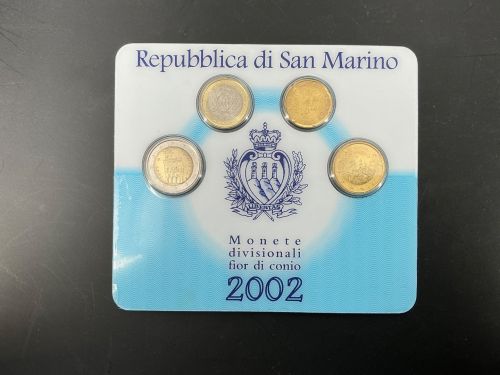 Repubblica di San Marino
LIBERTAS
Monete
divisionali
fior di conio
2002